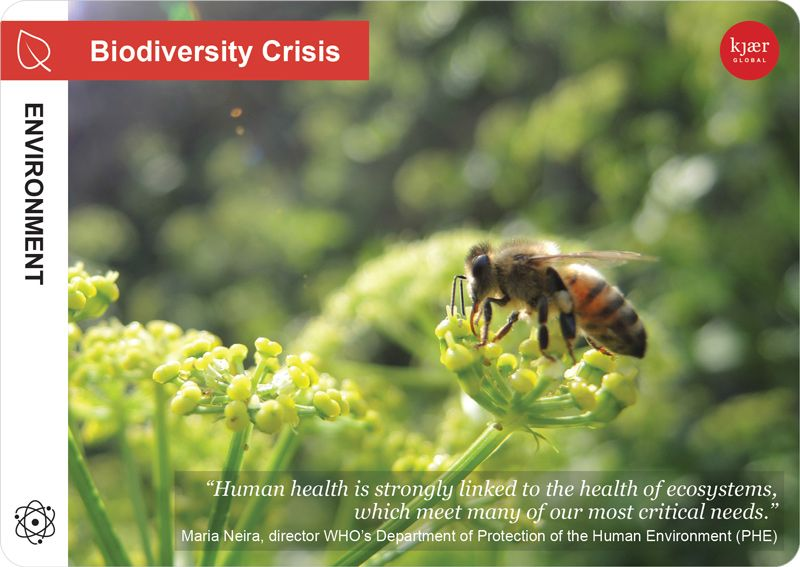 Biodiversity Crisis
kjær
GLOBAL
ENVIRONMENT
“Human health is strongly linked to the health of ecosystems,
which meet many of our most critical needs.”
Maria Neira, director WHO’s Department of Protection of the Human Environment (PHE)